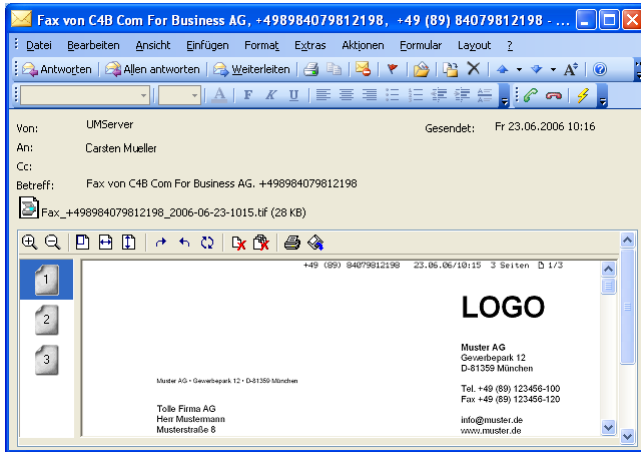 Fax von C4B Com For Business AG, +498984079812198, +49 (89) 84079812198 - ...
Datei Bearbeiten Ansicht Einfügen Format Extras Aktionen Formular Layout ?
Antworten Allen antworten Weiterleiten
A F K U
Von: UMServer Gesendet: Fr 23.06.2006 10:16
An: Carsten Mueller
Cc:
Betreff: Fax von C4B Com For Business AG. +498984079812198
Fax_+498984079812198_2006-06-23-1015.tif (28 KB)
+49 (89) 84079812198 23.06.06/10:15 3 Seiten 1/3
1
2
3
LOGO
Muster AG
Gewerbepark 12
D-81359 München
Muster AG • Gewerbepark 12 • D-81359 München
Tel. +49 (89) 123456-100
Fax +49 (89) 123456-120
Tolle Firma AG
Herr Mustermann
Musterstraße 8
info@muster.de
www.muster.de